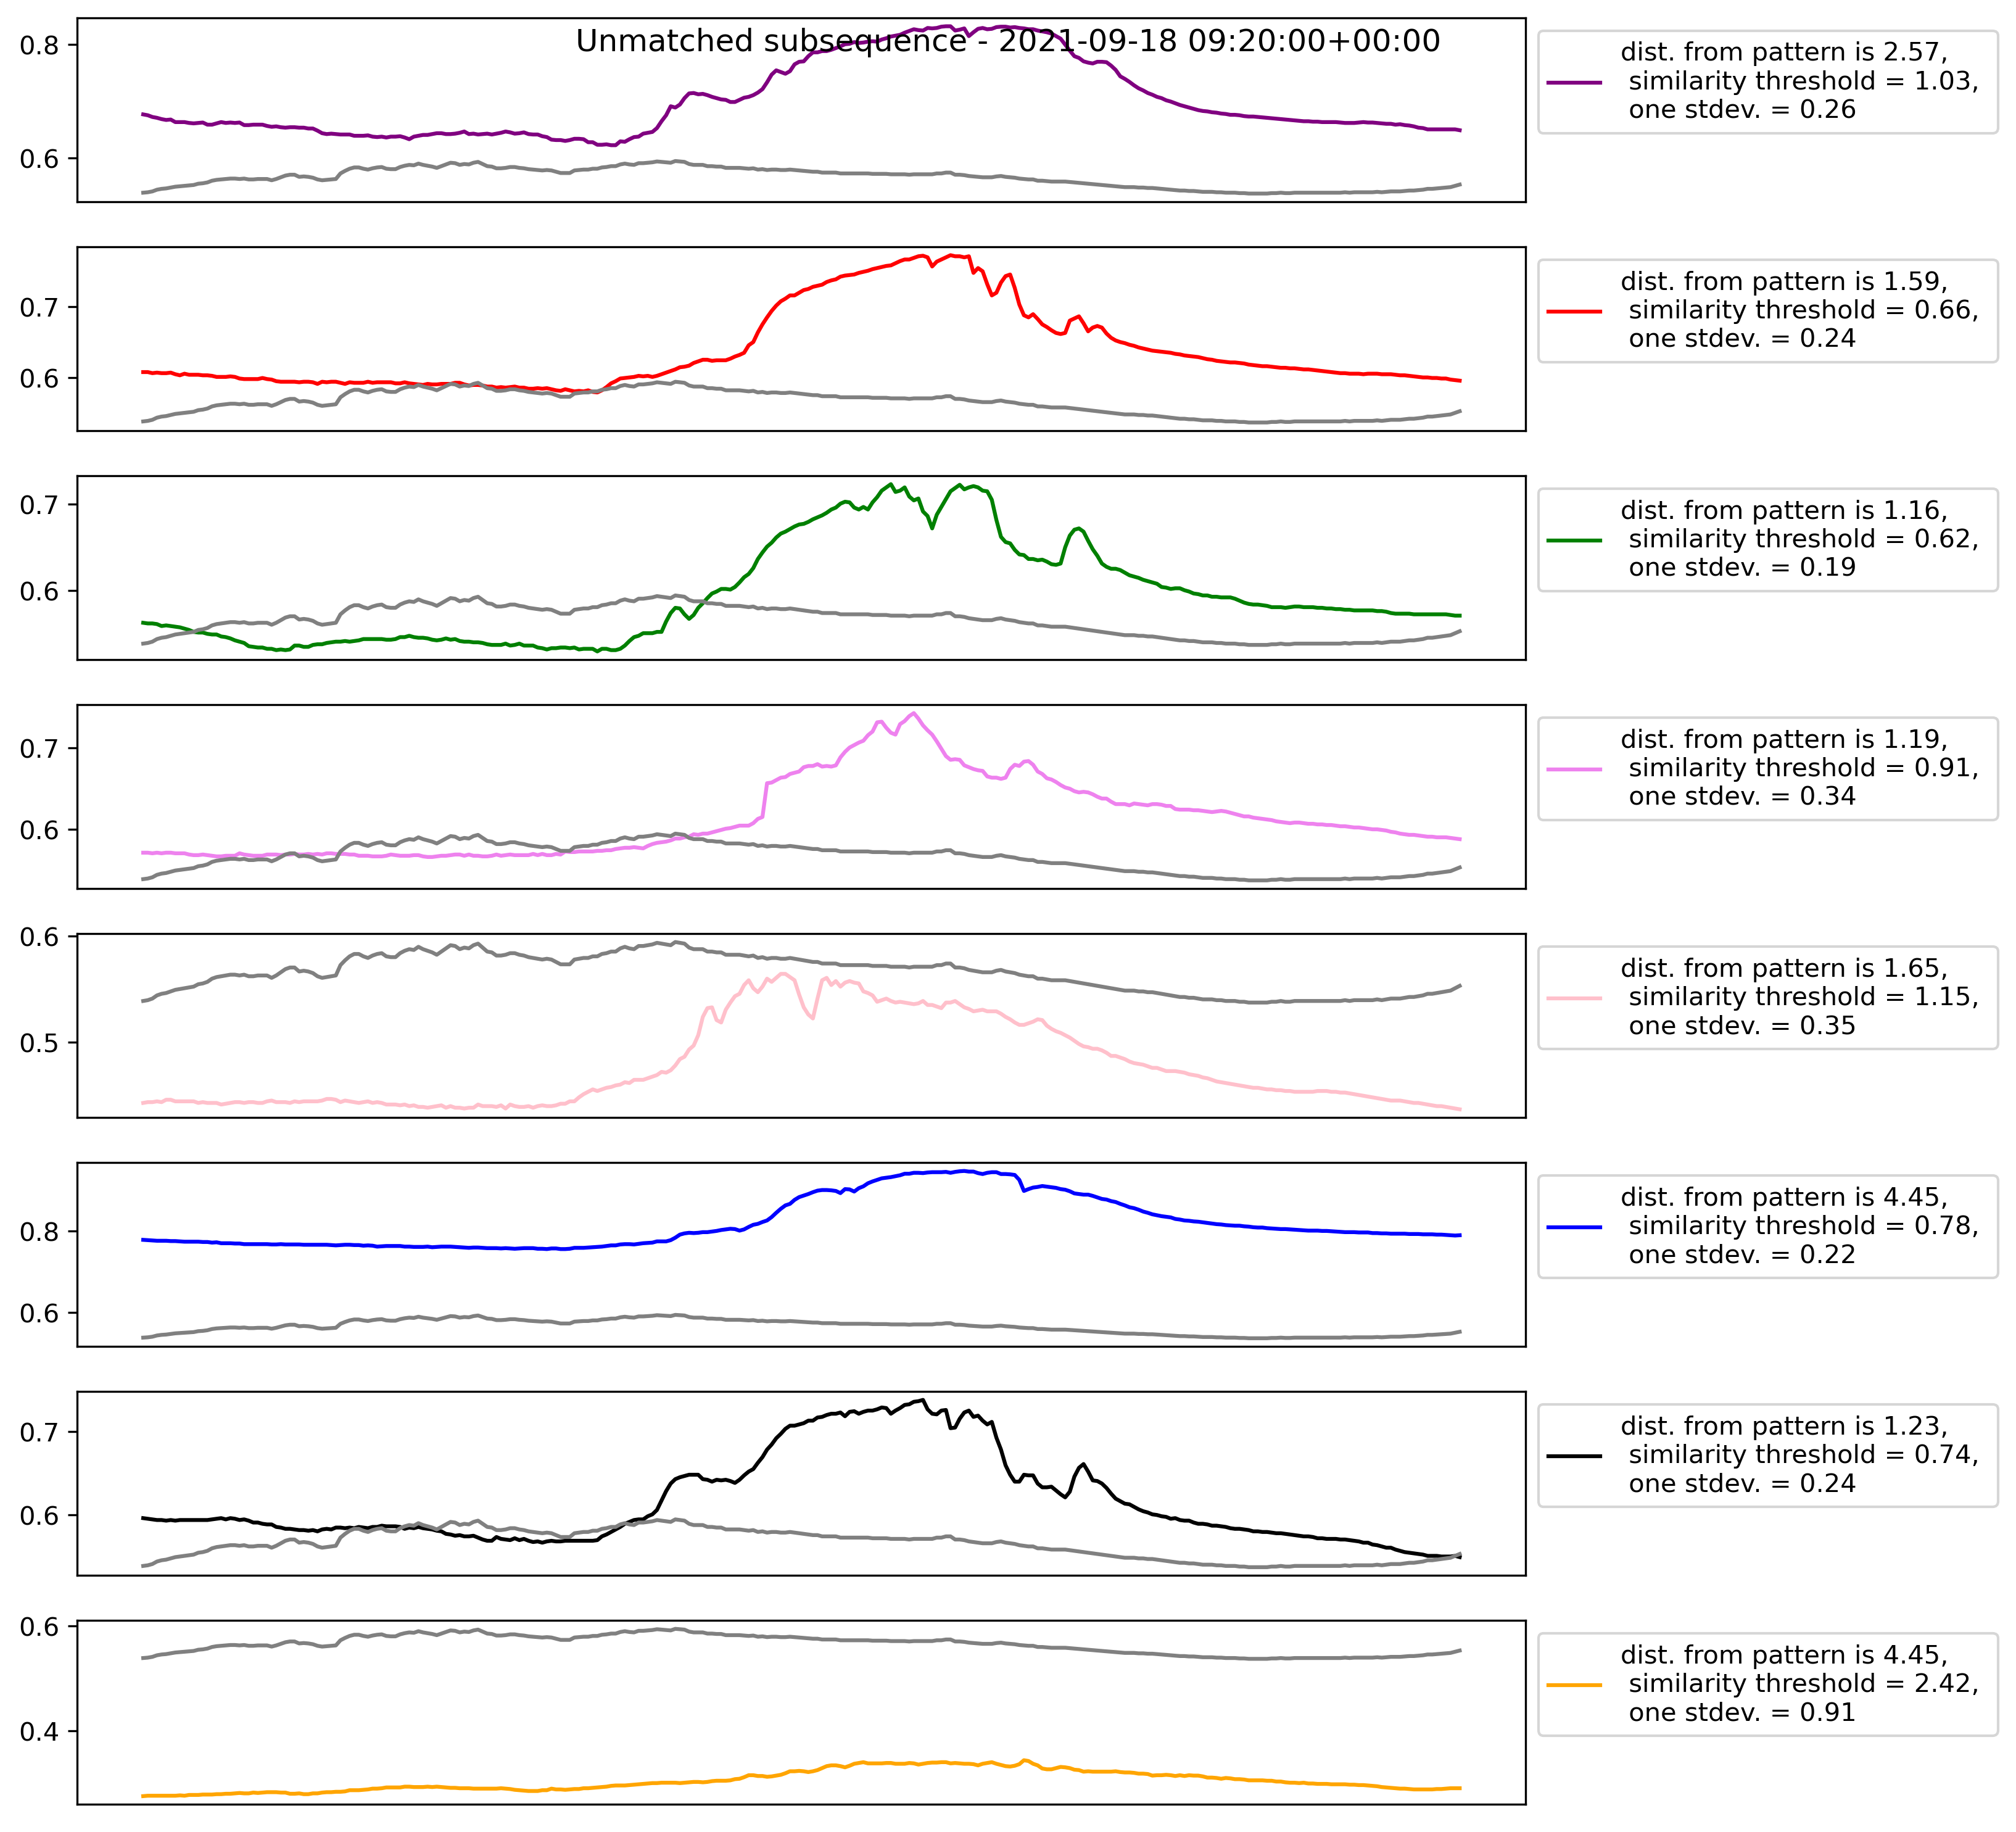 Unmatched subsequence - 2021-09-18 09:20:00+00:00
0.8
0.6
dist. from pattern is 2.57,
similarity threshold = 1.03,
one stdev. = 0.26
0.7
0.6
dist. from pattern is 1.59,
similarity threshold = 0.66,
one stdev. = 0.24
0.7
0.6
dist. from pattern is 1.16,
similarity threshold = 0.62,
one stdev. = 0.19
0.7
0.6
dist. from pattern is 1.19,
similarity threshold = 0.91,
one stdev. = 0.34
0.6
0.5
dist. from pattern is 1.65,
similarity threshold = 1.15,
one stdev. = 0.35
0.8
0.6
dist. from pattern is 4.45,
similarity threshold = 0.78,
one stdev. = 0.22
0.7
0.6
dist. from pattern is 1.23,
similarity threshold = 0.74,
one stdev. = 0.24
0.6
0.4
dist. from pattern is 4.45,
similarity threshold = 2.42,
one stdev. = 0.91